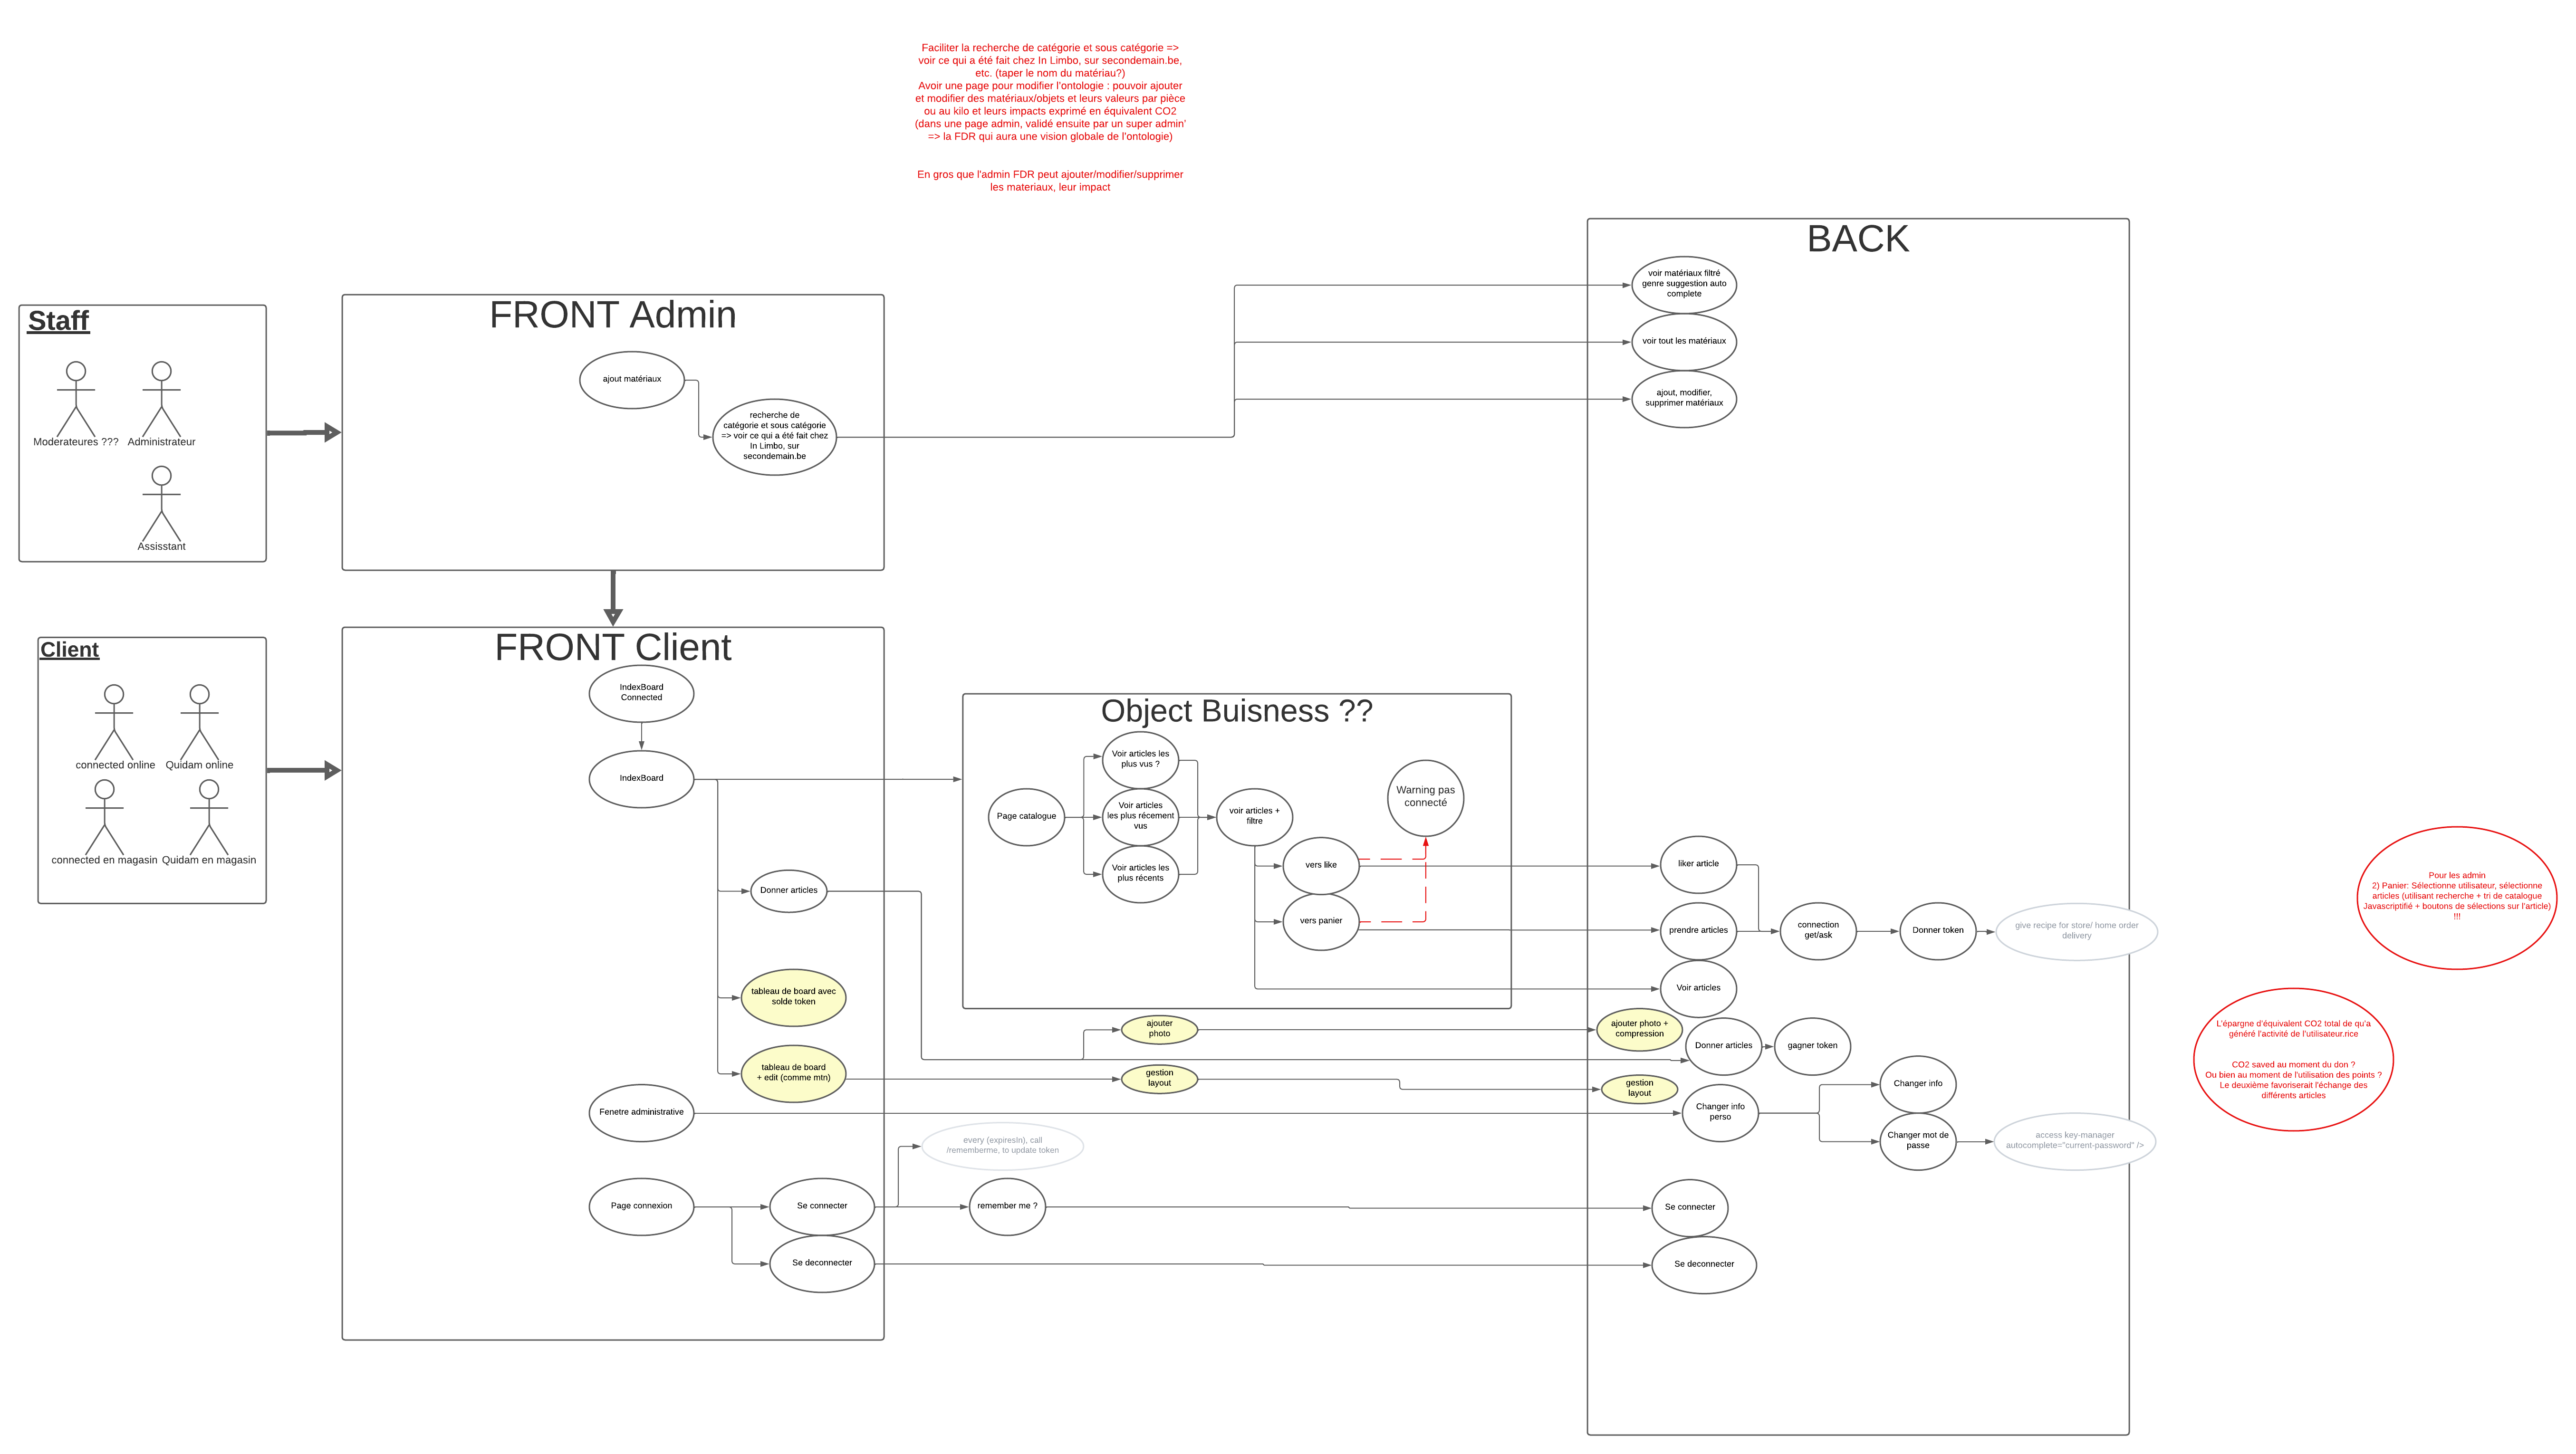 Faciliter la recherche de catégorie et sous catégorie =>
voir ce qui a été fait chez In Limbo, sur secondemain.be,
etc. (taper le nom du matériau?)
Avoir une page pour modifier l'ontologie : pouvoir ajouter
et modifier des matériaux/objets et leurs valeurs par pièce
ou au kilo et leurs impacts exprimé en équivalent CO2
(dans une page admin, validé ensuite par un super admin'
=> la FDR qui aura une vision globale de l'ontologie)
En gros que l'admin FDR peut ajouter/modifier/supprimer
les materiaux, leur impact
Staff
Moderateures ???
Administrateur
Assisstant
FRONT Admin
ajout matériaux
recherche de
catégorie et sous catégorie
=> voir ce qui a été fait chez
In Limbo, sur
secondemain.be
Client
connected online
Quidam online
connected en magasin
Quidam en magasin
FRONT Client
IndexBoard
Connected
IndexBoard
Donner articles
tableau de board avec
solde token
tableau de board
+ edit (comme mtn)
Fenetre administrative
Page connexion
Se connecter
Se deconnecter
every (expiresIn), call
/rememberme, to update token
remember me ?
Object Buisness ??
Page catalogue
Voir articles les
plus vus ?
Voir articles
les plus récement
vus
Voir articles les
plus récents
voir articles +
filtre
vers like
vers panier
Warning pas
connecté
ajouter
photo
gestion
layout
BACK
voir matériaux filtré
genre suggestion auto
complete
voir tout les matériaux
ajout, modifier,
supprimer matériaux
liker article
prendre articles
Voir articles
connection
get/ask
Donner token
give recipe for store/ home order
delivery
ajouter photo +
compression
Donner articles
gagner token
gestion
layout
Changer info
perso
Changer info
Changer mot de
passe
access key-manager
autocomplete="current-password" />
Se connecter
Se deconnecter
Pour les admin
2) Panier: Sélectionne utilisateur, sélectionne
articles (utilisant recherche + tri de catalogue
Javascriptifié + boutons de sélections sur l'article)
!!!
L'épargne d'équivalent CO2 total de qu'a
généré l'activité de l'utilisateur.rice
CO2 saved au moment du don ?
Ou bien au moment de l'utilisation des points ?
Le deuxième favoriserait l'échange des
différents articles